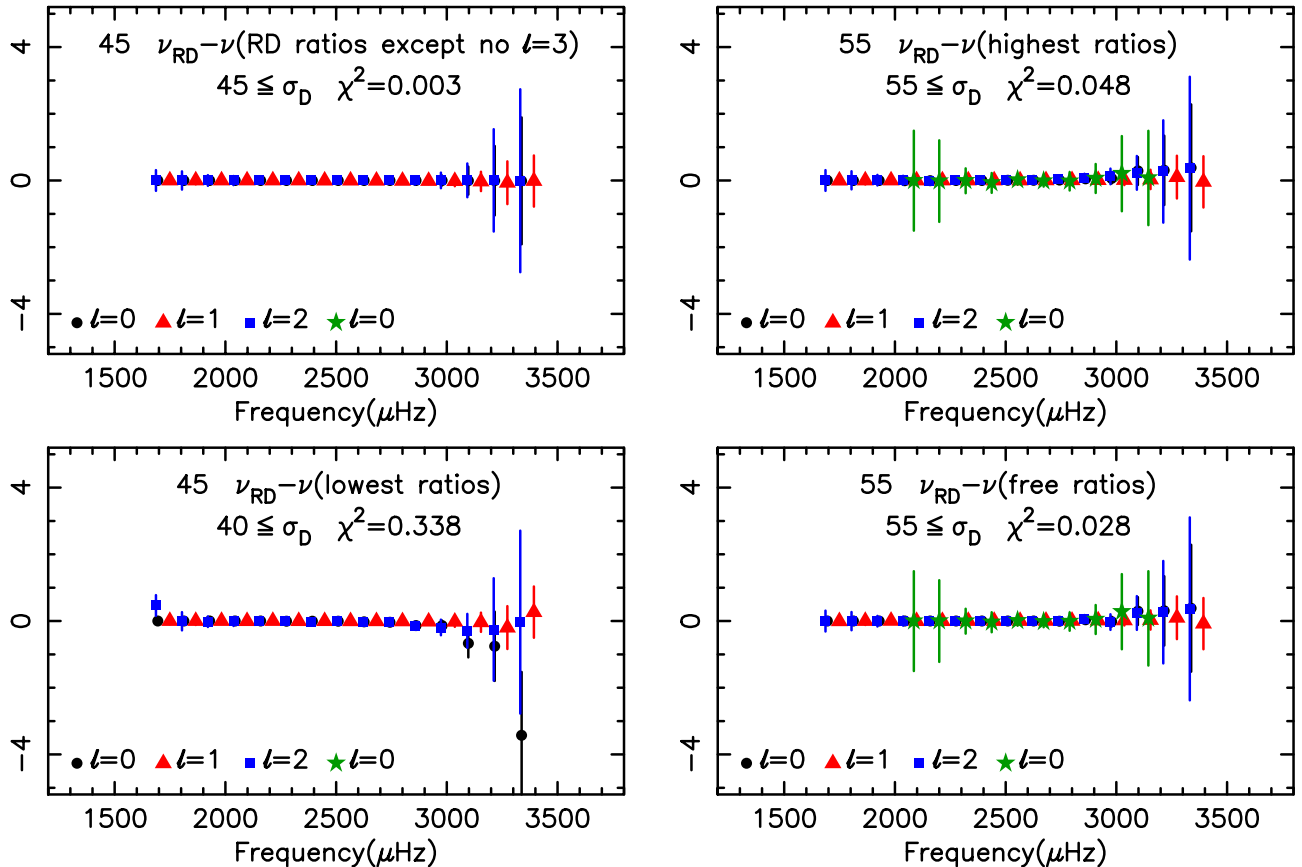 45 ν_RD−ν(RD ratios except no ℓ=3)
45 ≦ σ_D χ²=0.003
4
0
−4
ℓ=0 ℓ=1 ℓ=2 ℓ=0
1500 2000 2500 3000 3500
Frequency(μHz)
55 ν_RD−ν(highest ratios)
55 ≦ σ_D χ²=0.048
4
0
−4
ℓ=0 ℓ=1 ℓ=2 ℓ=0
1500 2000 2500 3000 3500
Frequency(μHz)
45 ν_RD−ν(lowest ratios)
40 ≦ σ_D χ²=0.338
4
0
−4
ℓ=0 ℓ=1 ℓ=2 ℓ=0
1500 2000 2500 3000 3500
Frequency(μHz)
55 ν_RD−ν(free ratios)
55 ≦ σ_D χ²=0.028
4
0
−4
ℓ=0 ℓ=1 ℓ=2 ℓ=0
1500 2000 2500 3000 3500
Frequency(μHz)